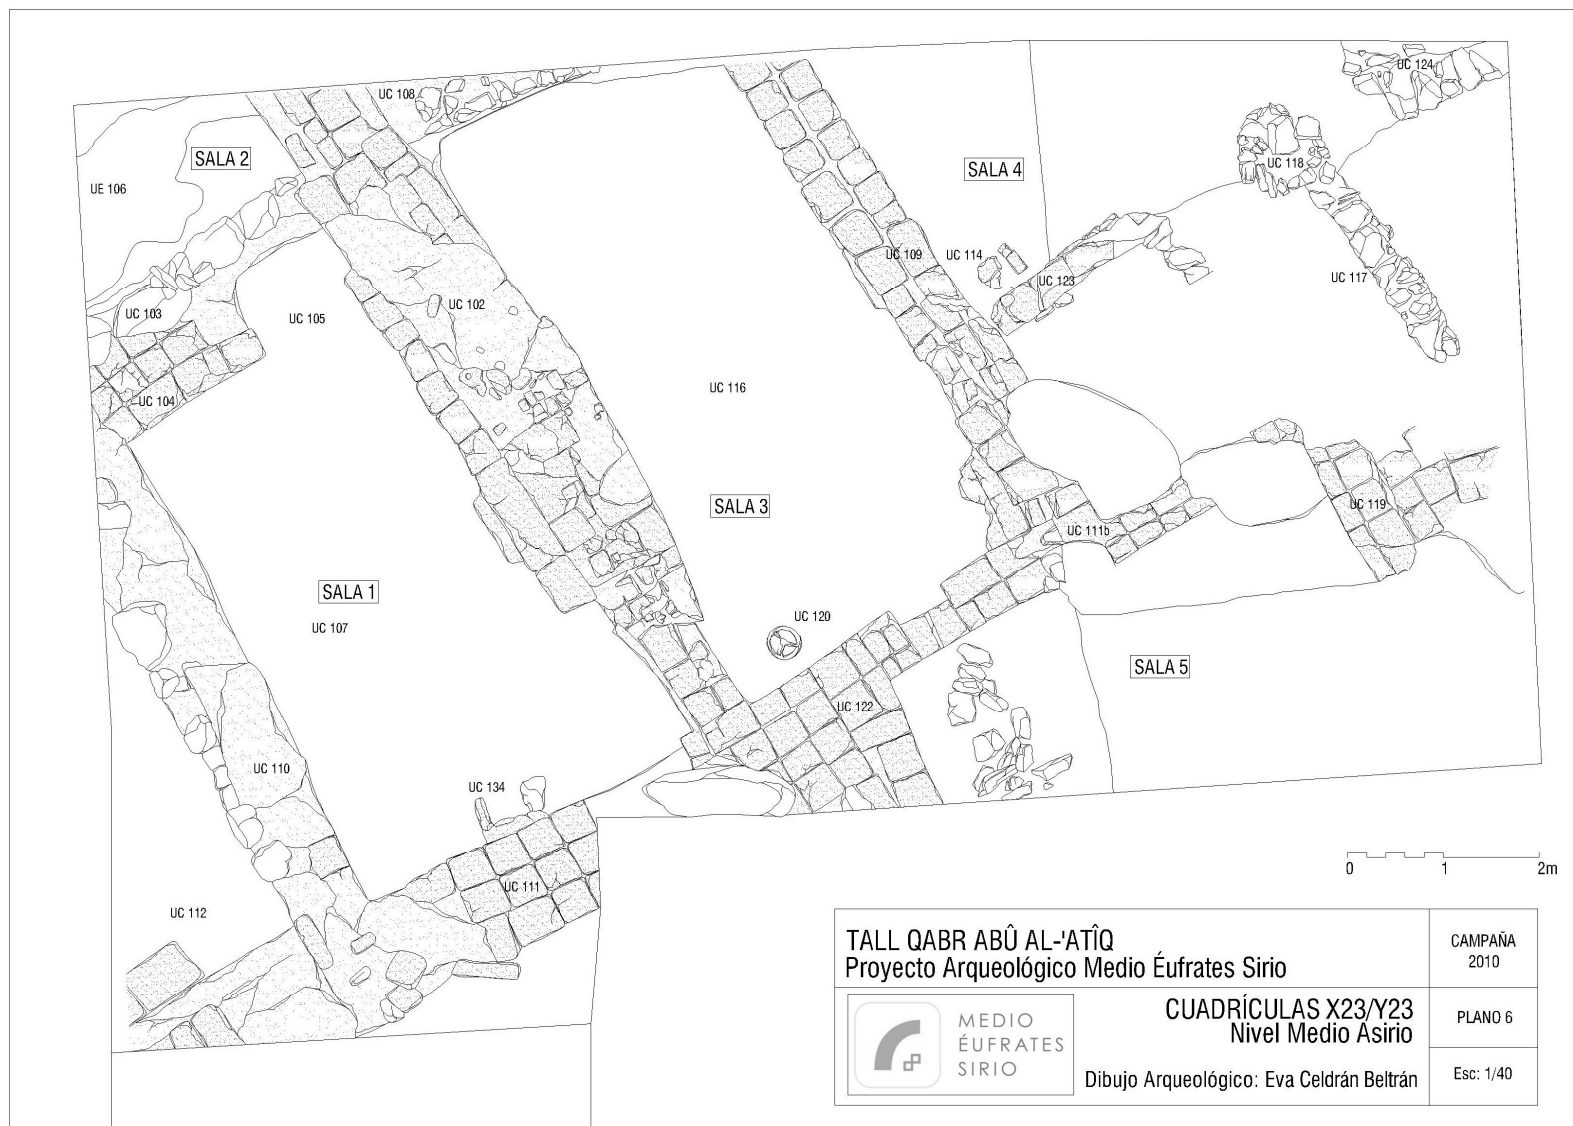 UC 108
UC 124
SALA 2
UE 106
SALA 4
UC 118
UC 109
UC 114
UC 123
UC 117
UC 103
UC 105
UC 102
UC 104
UC 116
SALA 3
UC 119
UC 111b
SALA 1
UC 107
UC 120
SALA 5
UC 122
UC 110
UC 134
UC 111
UC 112
0 1 2m
TALL QABR ABÛ AL-'ATÎQ
Proyecto Arqueológico Medio Éufrates Sirio
CAMPAÑA
2010
MEDIO
ÉUFRATES
SIRIO
CUADRÍCULAS X23/Y23
Nivel Medio Asirio
Dibujo Arqueológico: Eva Celdrán Beltrán
PLANO 6
Esc: 1/40